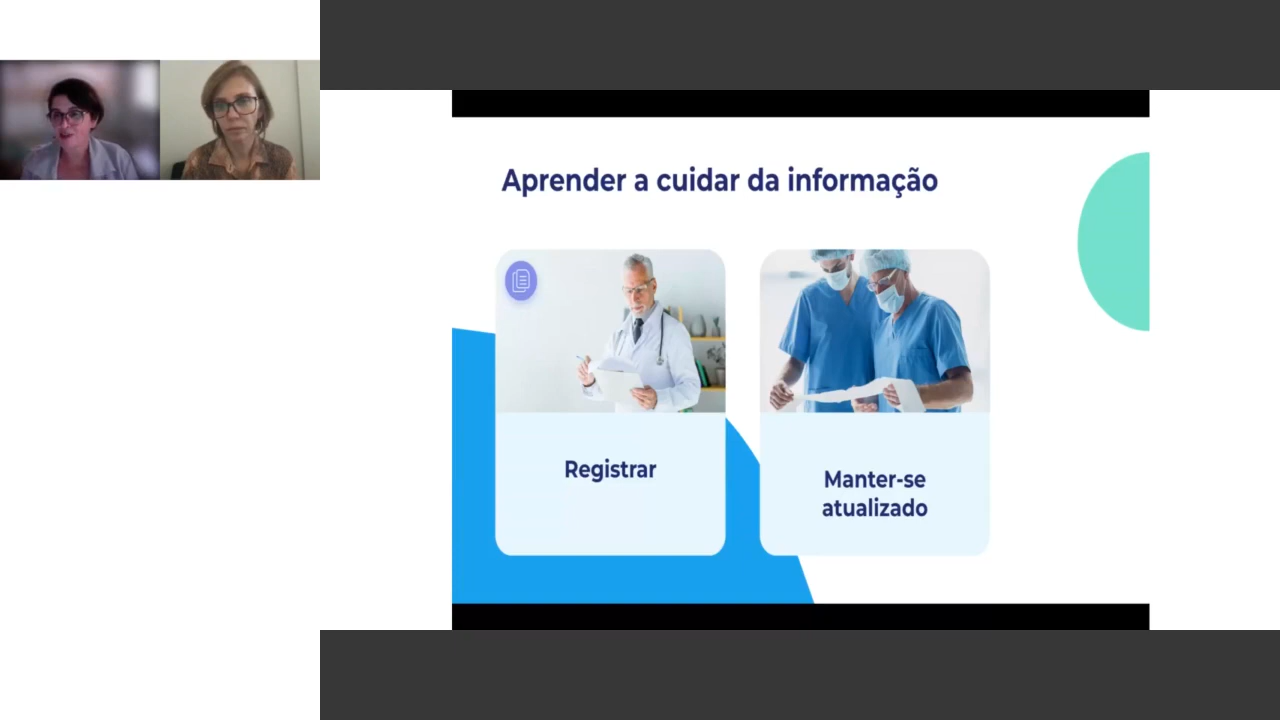 Aprender a cuidar da informação
Registrar
Manter-se
atualizado